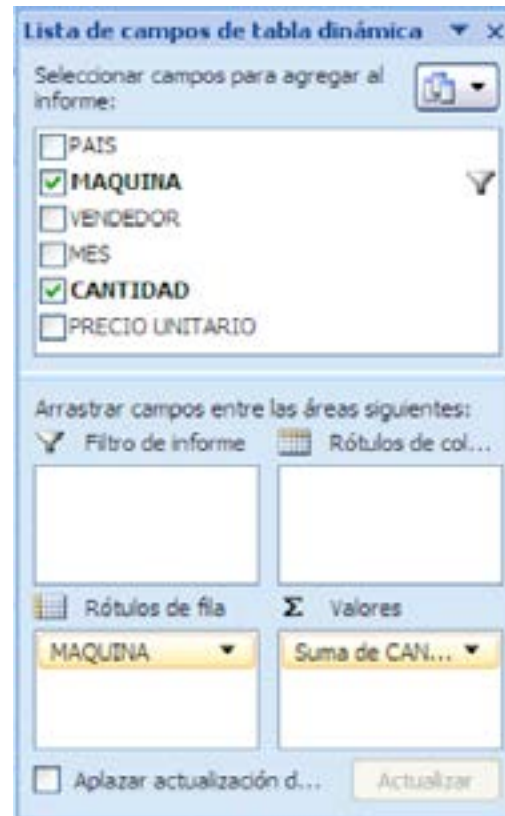 Lista de campos de tabla dinámica
Seleccionar campos para agregar al
informe:
PAIS
MAQUINA
VENDEDOR
MES
CANTIDAD
PRECIO UNITARIO
Arrastrar campos entre las áreas siguientes:
Filtro de informe
Rótulos de col...
Rótulos de fila
Σ Valores
MAQUINA
Suma de CAN...
Aplazar actualización d...
Actualizar